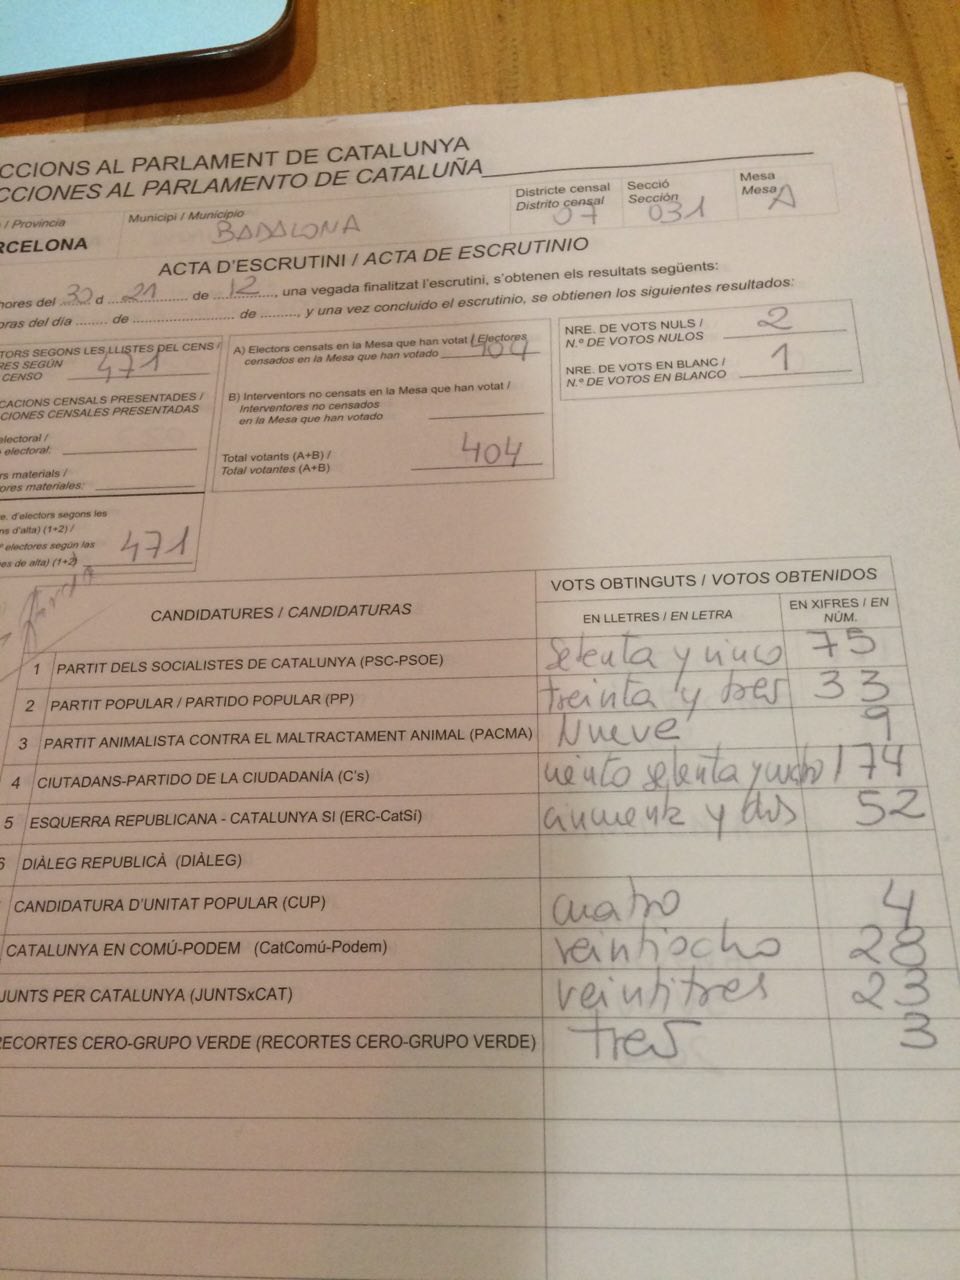 CCIONS AL PARLAMENT DE CATALUNYA
CCIONES AL PARLAMENTO DE CATALUÑA
/ Provincia
RCELONA
Municipi / Municipio
BADALONA
Districte censal
Distrito censal
07
Secció
Sección
031
Mesa
Mesa
A
ACTA D'ESCRUTINI / ACTA DE ESCRUTINIO
hores del 30 d 21 de 12, una vegada finalitzat l'escrutini, s'obtenen els resultats següents:
oras del día ....... de ........ de ......., y una vez concluido el escrutinio, se obtienen los siguientes resultados:
TORS SEGONS LES LLISTES DEL CENS /
RES SEGÚN
CENSO 471
CACIONS CENSALS PRESENTADES /
CIONES CENSALES PRESENTADAS
electoral /
electoral:
rs materials /
ores materiales:
e. d'electors segons les
ns d'alta) (1+2) /
º electores según las
es de alta) (1+2) 471
A) Electors censats en la Mesa que han votat / Electores
censados en la Mesa que han votado 404
B) Interventors no censats en la Mesa que han votat /
Interventores no censados
en la Mesa que han votado
Total votants (A+B) /
Total votantes (A+B) 404
NRE. DE VOTS NULS /
N.º DE VOTOS NULOS 2
NRE. DE VOTS EN BLANC /
N.º DE VOTOS EN BLANCO 1
CANDIDATURES / CANDIDATURAS
VOTS OBTINGUTS / VOTOS OBTENIDOS
EN LLETRES / EN LETRA
EN XIFRES / EN NÚM.
1 PARTIT DELS SOCIALISTES DE CATALUNYA (PSC-PSOE) Setenta y cinco 75
2 PARTIT POPULAR / PARTIDO POPULAR (PP) treinta y tres 33
3 PARTIT ANIMALISTA CONTRA EL MALTRACTAMENT ANIMAL (PACMA) Nueve 9
4 CIUTADANS-PARTIDO DE LA CIUDADANÍA (C's) ciento setenta y cuatro 174
5 ESQUERRA REPUBLICANA - CATALUNYA SI (ERC-CatSí) cincuenta y dos 52
6 DIÀLEG REPUBLICÀ (DIÀLEG)
CANDIDATURA D'UNITAT POPULAR (CUP) cuatro 4
CATALUNYA EN COMÚ-PODEM (CatComú-Podem) veintiocho 28
JUNTS PER CATALUNYA (JUNTSxCAT) veintitres 23
RECORTES CERO-GRUPO VERDE (RECORTES CERO-GRUPO VERDE) tres 3